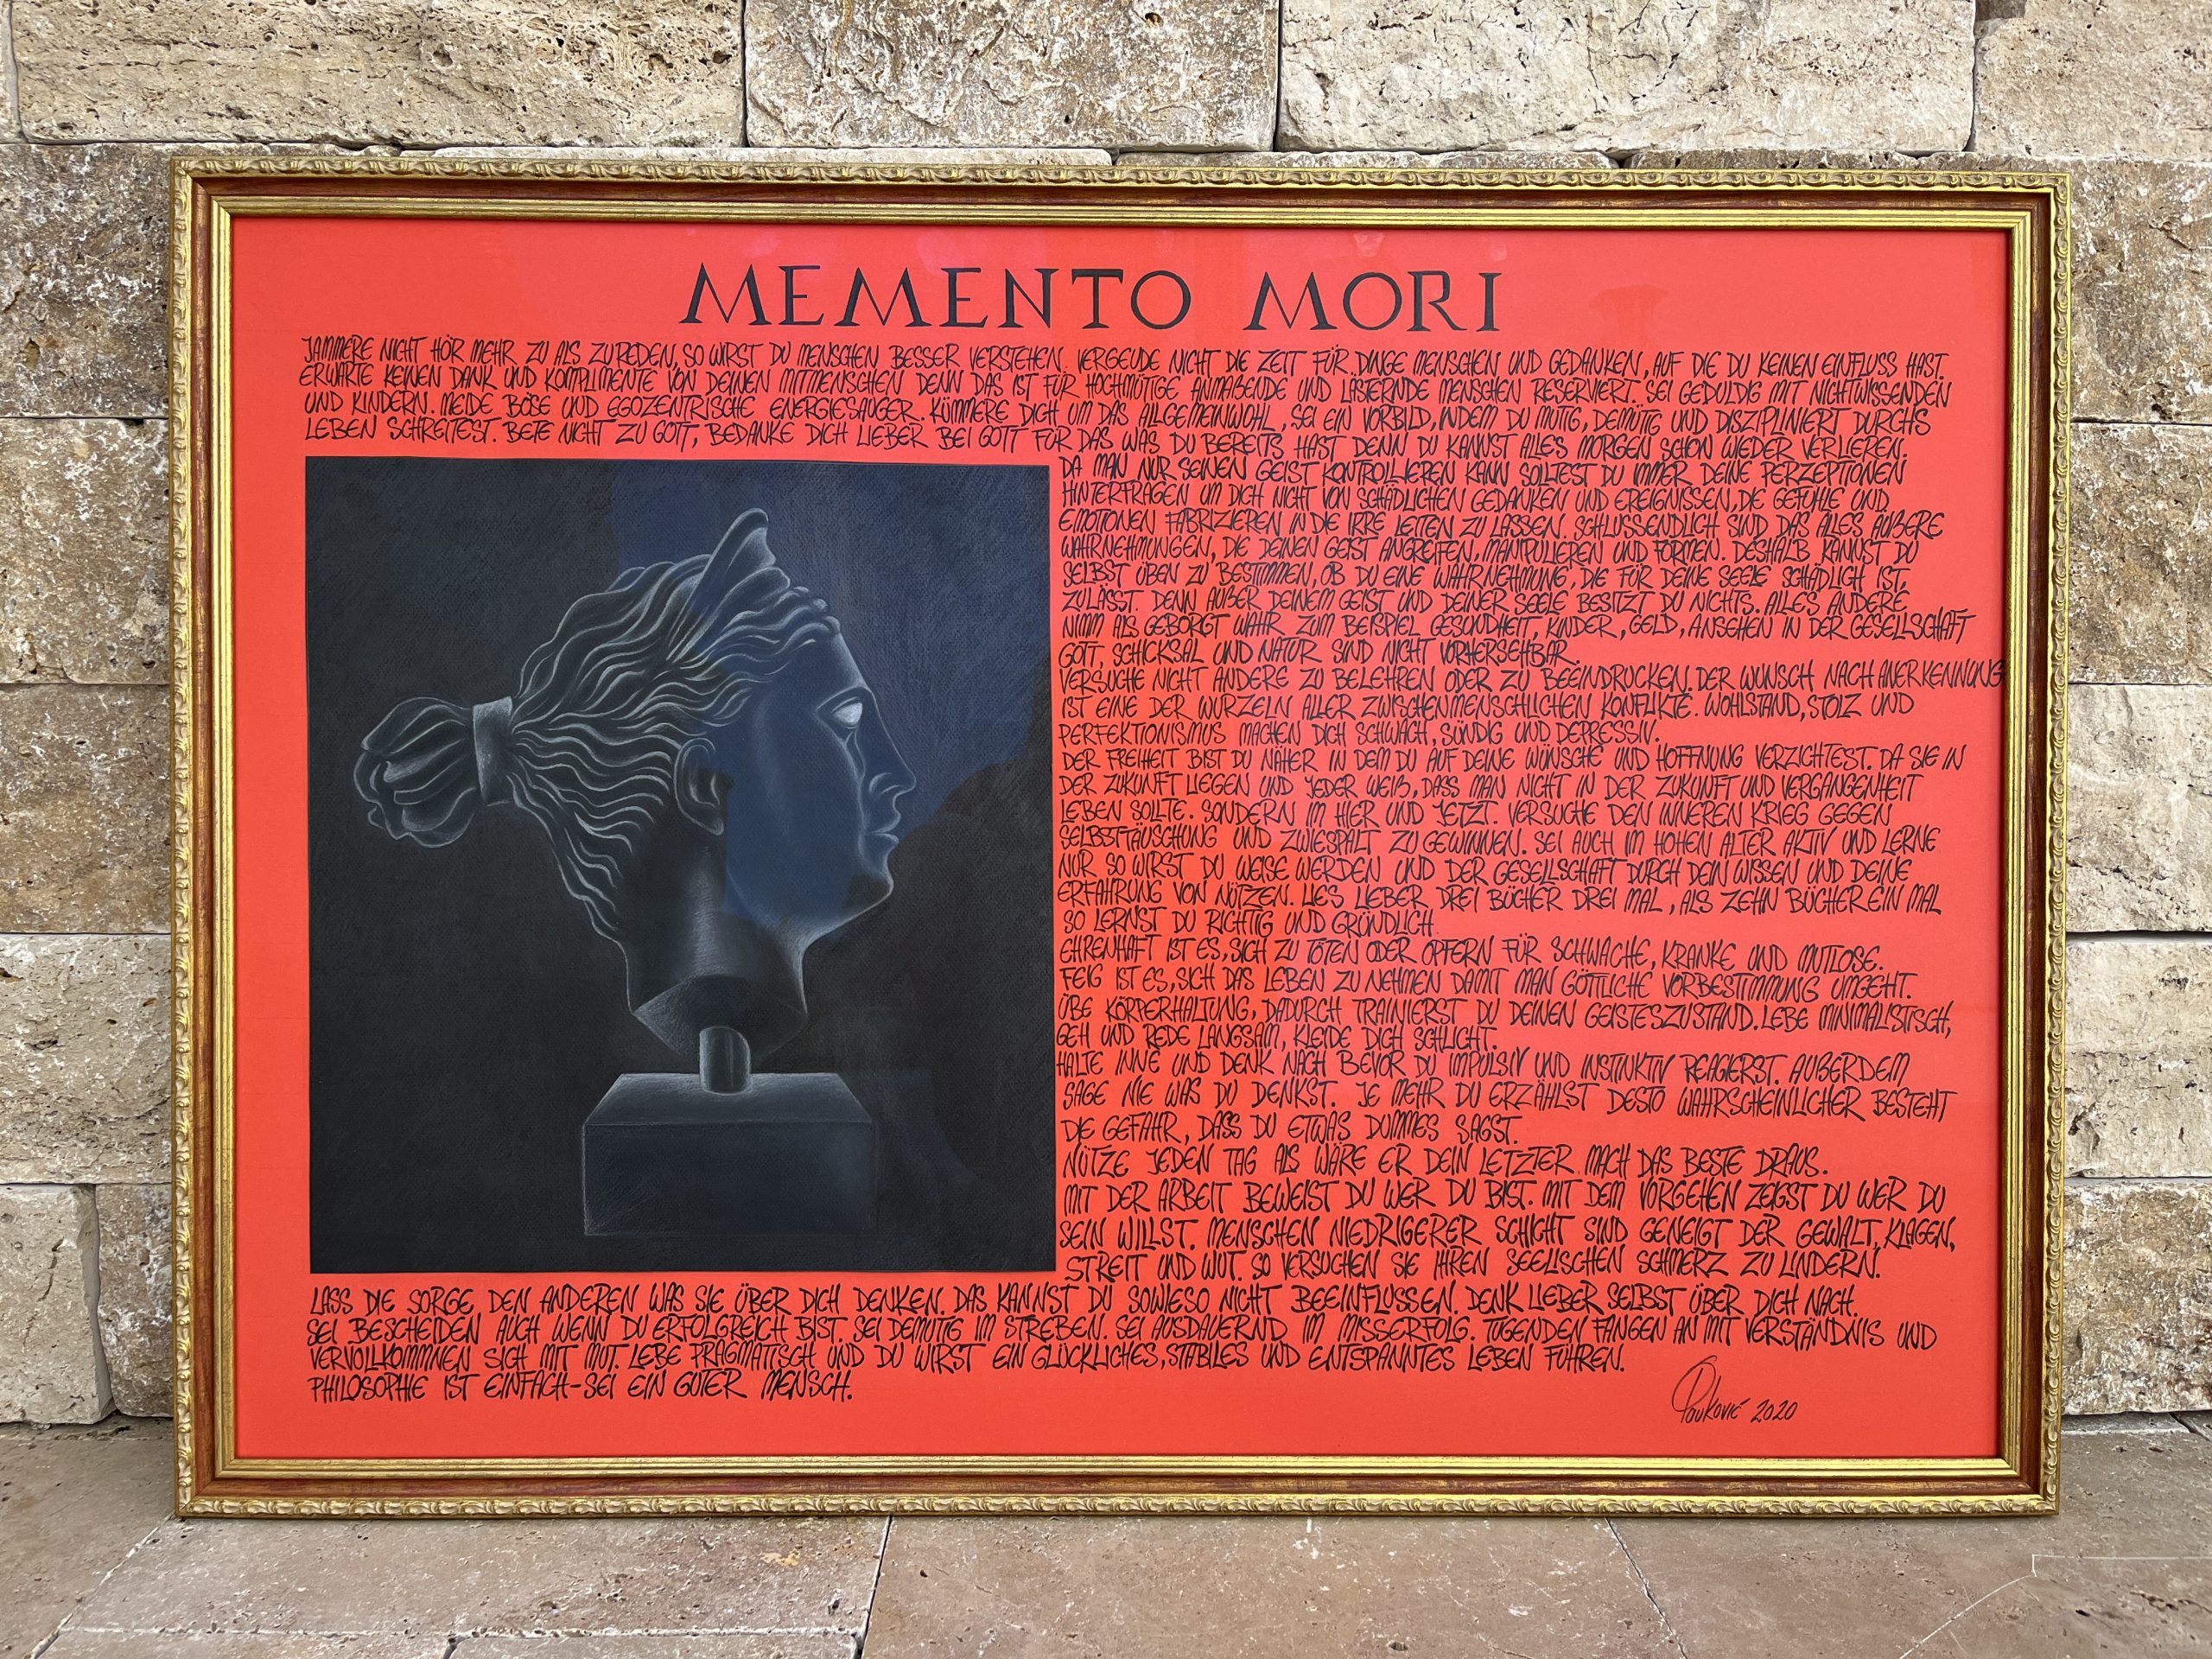 MEMENTO MORI
JAMMERE NICHT HÖR MEHR ZU ALS ZU REDEN, SO WIRST DU MENSCHEN BESSER VERSTEHEN. VERGEUDE NICHT DIE ZEIT FÜR DINGE MENSCHEN UND GEDANKEN, AUF DIE DU KEINEN EINFLUSS HAST.
ERWARTE KEINEN DANK UND KOMPLIMENTE VON DEINEN MITMENSCHEN DENN DAS IST FÜR HOCHMÜTIGE ANMAßENDE UND LÄSTERNDE MENSCHEN RESERVIERT. SEI GEDULDIG MIT NICHTWISSENDEN
UND KINDERN. MEIDE BÖSE UND EGOZENTRISCHE ENERGIESAUGER. KÜMMERE DICH UM DAS ALLGEMEINWOHL, SEI EIN VORBILD, INDEM DU MUTIG, DEMÜTIG UND DISZIPLINIERT DURCHS
LEBEN SCHREITEST. BETE NICHT ZU GOTT, BEDANKE DICH LIEBER BEI GOTT FÜR DAS WAS DU BEREITS HAST DENN DU KANNST ALLES MORGEN SCHON WIEDER VERLIEREN.
DA MAN NUR SEINEN GEIST KONTROLLIEREN KANN SOLLTEST DU IMMER DEINE PERZEPTIONEN
HINTERFRAGEN UM DICH NICHT VON SCHÄDLICHEN GEDANKEN UND EREIGNISSEN, DIE GEFÜHLE UND
EMOTIONEN FABRIZIEREN IN DIE IRRE LEITEN ZU LASSEN. SCHLUSSENDLICH SIND DAS ALLES ÄUßERE
WAHRNEHMUNGEN, DIE DEINEN GEIST ANGREIFEN, MANIPULIEREN UND FORMEN. DESHALB KANNST DU
SELBST ÜBEN ZU BESTIMMEN, OB DU EINE WAHRNEHMUNG, DIE FÜR DEINE SEELE SCHÄDLICH IST,
ZULÄSST. DENN AUßER DEINEM GEIST UND DEINER SEELE BESITZT DU NICHTS. ALLES ANDERE
NIMM ALS GEBORGT WAHR ZUM BEISPIEL GESUNDHEIT, KINDER, GELD, ANSEHEN IN DER GESELLSCHAFT
GOTT, SCHICKSAL UND NATUR SIND NICHT VORHERSEHBAR.
VERSUCHE NICHT ANDERE ZU BELEHREN ODER ZU BEEINDRUCKEN. DER WUNSCH NACH ANERKENNUNG
IST EINE DER WURZELN ALLER ZWISCHENMENSCHLICHEN KONFLIKTE. WOHLSTAND, STOLZ UND
PERFEKTIONISMUS MACHEN DICH SCHWACH, SÜNDIG UND DEPRESSIV.
DER FREIHEIT BIST DU NÄHER IN DEM DU AUF DEINE WÜNSCHE UND HOFFNUNG VERZICHTEST. DA SIE IN
DER ZUKUNFT LIEGEN UND JEDER WEIß, DASS MAN NICHT IN DER ZUKUNFT UND VERGANGENHEIT
LEBEN SOLLTE. SONDERN IM HIER UND JETZT. VERSUCHE DEN INNEREN KRIEG GEGEN
SELBSTTÄUSCHUNG UND ZWIESPALT ZU GEWINNEN. SEI AUCH IM HOHEN ALTER AKTIV UND LERNE
NUR SO WIRST DU WEISE WERDEN UND DER GESELLSCHAFT DURCH DEIN WISSEN UND DEINE
ERFAHRUNG VON NÜTZEN. LIES LIEBER DREI BÜCHER DREI MAL, ALS ZEHN BÜCHER EIN MAL
SO LERNST DU RICHTIG UND GRÜNDLICH.
EHRENHAFT IST ES, SICH ZU TÖTEN ODER OPFERN FÜR SCHWACHE, KRANKE UND MUTLOSE.
FEIG IST ES, SICH DAS LEBEN ZU NEHMEN DAMIT MAN GÖTTLICHE VORBESTIMMUNG UMGEHT.
ÜBE KÖRPERHALTUNG, DADURCH TRAINIERST DU DEINEN GEISTESZUSTAND. LEBE MINIMALISTISCH,
GEH UND REDE LANGSAM, KLEIDE DICH SCHLICHT.
HALTE INNE UND DENK NACH BEVOR DU IMPULSIV UND INSTINKTIV REAGIERST. AUßERDEM
SAGE NIE WAS DU DENKST. JE MEHR DU ERZÄHLST DESTO WAHRSCHEINLICHER BESTEHT
DIE GEFAHR, DASS DU ETWAS DUMMES SAGST.
NÜTZE JEDEN TAG ALS WÄRE ER DEIN LETZTER. MACH DAS BESTE DRAUS.
MIT DER ARBEIT BEWEIST DU WER DU BIST. MIT DEM VORGEHEN ZEIGST DU WER DU
SEIN WILLST. MENSCHEN NIEDRIGERER SCHICHT SIND GENEIGT DER GEWALT, KLAGEN,
STREIT UND WUT. SO VERSUCHEN SIE IHREN SEELISCHEN SCHMERZ ZU LINDERN.
LASS DIE SORGE, DEN ANDEREN WAS SIE ÜBER DICH DENKEN. DAS KANNST DU SOWIESO NICHT BEEINFLUSSEN. DENK LIEBER SELBST ÜBER DICH NACH.
SEI BESCHEIDEN AUCH WENN DU ERFOLGREICH BIST. SEI DEMÜTIG IM STREBEN. SEI AUSDAUERND IM MISSERFOLG. TUGENDEN FANGEN AN MIT VERSTÄNDNIS UND
VERVOLLKOMMNEN SICH MIT MUT. LEBE PRAGMATISCH UND DU WIRST EIN GLÜCKLICHES, STABILES UND ENTSPANNTES LEBEN FÜHREN.
PHILOSOPHIE IST EINFACH-SEI EIN GUTER MENSCH.
Pauković 2020